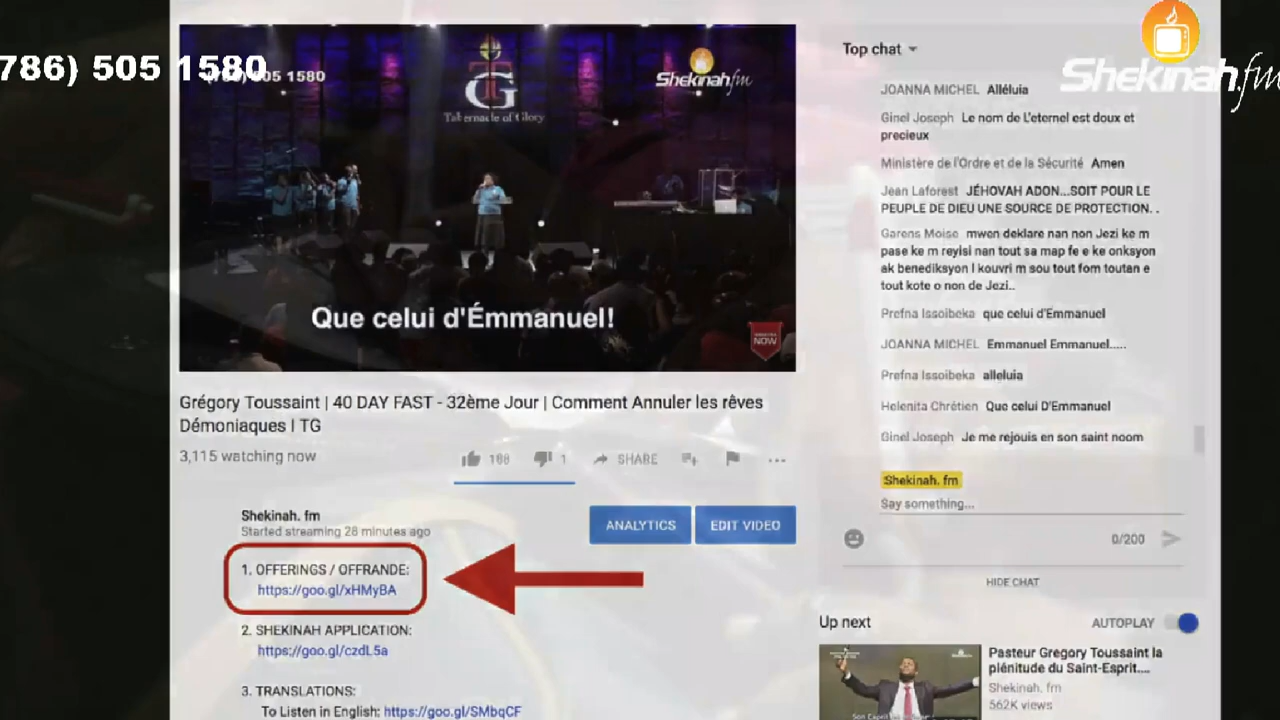 (786) 505 1580
Shekinah.fm
505 1580
Shekinah.fm
TG
Tabernacle of Glory
Que celui d'Émmanuel!
NOW
Grégory Toussaint | 40 DAY FAST - 32ème Jour | Comment Annuler les rêves
Démoniaques I TG
3,115 watching now
168
1
SHARE
Shekinah. fm
Started streaming 28 minutes ago
ANALYTICS
EDIT VIDEO
1. OFFERINGS / OFFRANDE:
https://goo.gl/xHMyBA
2. SHEKINAH APPLICATION:
https://goo.gl/czdL5a
3. TRANSLATIONS:
To Listen in English: https://goo.gl/SMbqCF
Top chat
JOANNA MICHEL Alléluia
Ginel Joseph Le nom de L'eternel est doux et
precieux
Ministère de l'Ordre et de la Sécurité Amen
Jean Laforest JÉHOVAH ADON...SOIT POUR LE
PEUPLE DE DIEU UNE SOURCE DE PROTECTION. .
Garens Moise mwen deklare nan non Jezi ke m
pase ke m reyisi nan tout sa map fe e ke onksyon
ak benediksyon l kouvri m sou tout fom toutan e
tout kote o non de Jezi..
Prefna Issoibeka que celui d'Emmanuel
JOANNA MICHEL Emmanuel Emmanuel.....
Prefna Issoibeka alleluia
Helenita Chrétien Que celui D'Emmanuel
Ginel Joseph Je me rejouis en son saint noom
Shekinah. fm
Say something...
0/200
HIDE CHAT
Up next
AUTOPLAY
Pasteur Gregory Toussaint la
plénitude du Saint-Esprit....
Shekinah. fm
562K views